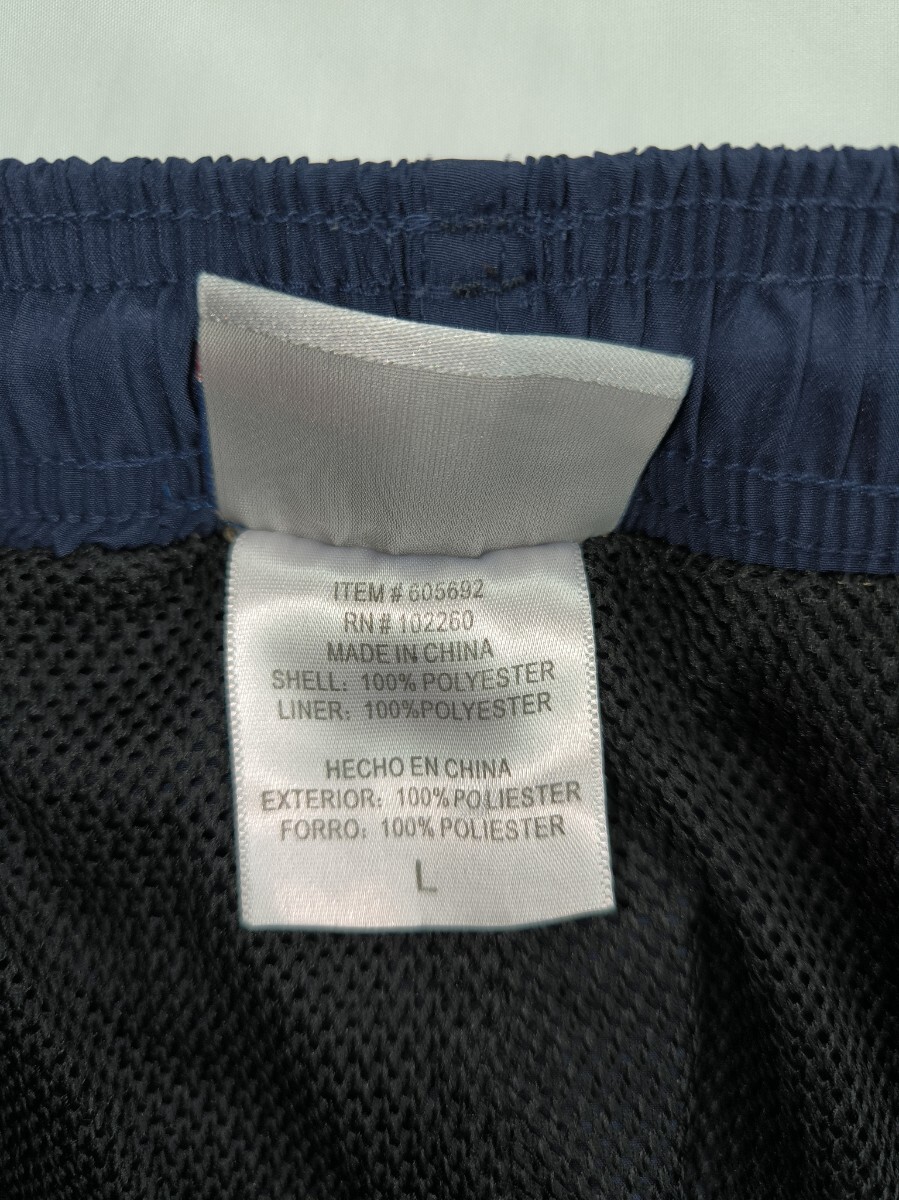 ITEM # 605692
RN # 102260
MADE IN CHINA
SHELL: 100% POLYESTER
LINER: 100%POLYESTER
HECHO EN CHINA
EXTERIOR: 100% POLIESTER
FORRO: 100% POLIESTER
L